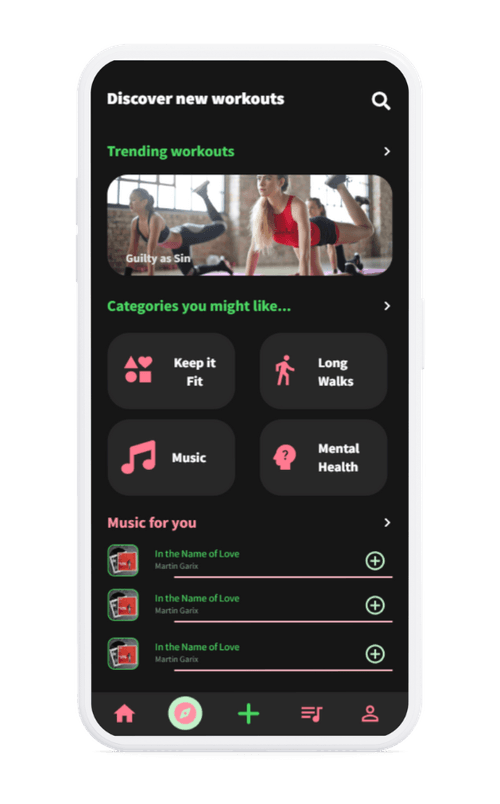 Discover new workouts
Trending workouts
Guilty as Sin
Categories you might like...
Keep it
Fit
Long
Walks
Music
Mental
Health
Music for you
In the Name of Love
Martin Garix
In the Name of Love
Martin Garix
In the Name of Love
Martin Garix